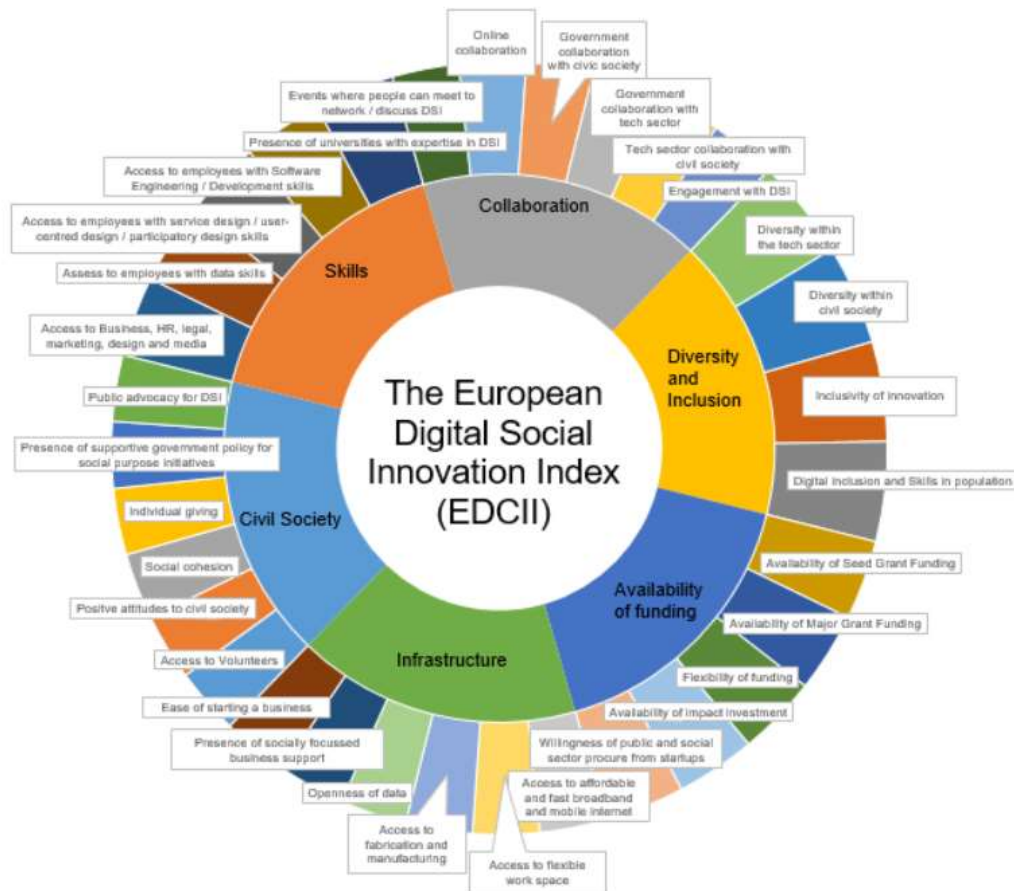 Online
collaboration
Government
collaboration
with civic society
Government
collaboration with
tech sector
Tech sector collaboration with
civil society
Engagement with DSI
Diversity within
the tech sector
Diversity within
civil society
Inclusivity of innovation
Digital inclusion and Skills in population
Availability of Seed Grant Funding
Availability of Major Grant Funding
Flexibility of funding
Availability of impact investment
Willingness of public and social
sector procure from startups
Access to affordable
and fast broadband
and mobile internet
Access to flexible
work space
Access to
fabrication and
manufacturing
Openness of data
Presence of socially focussed
business support
Ease of starting a business
Access to Volunteers
Positve attitudes to civil society
Social cohesion
Individual giving
Presence of supportive government policy for
social purpose initiatives
Public advocacy for DSI
Access to Business, HR, legal,
marketing, design and media
Assess to employees with data skills
Access to employees with service design / user-
centred design / participatory design skills
Access to employees with Software
Engineering / Development skills
Presence of universities with expertise in DSI
Events where people can meet to
network / discuss DSI
Collaboration
Diversity
and
Inclusion
Availability
of funding
Infrastructure
Civil Society
Skills
The European
Digital Social
Innovation Index
(EDCII)